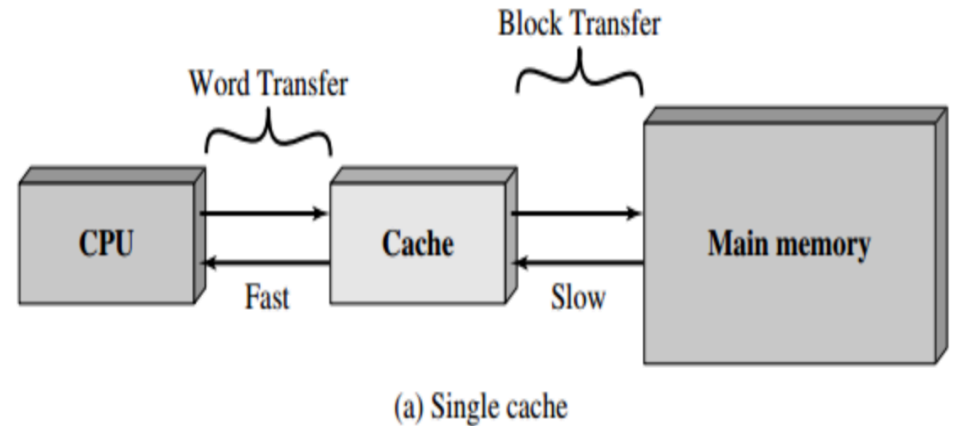 Block Transfer
Word Transfer
CPU
Cache
Main memory
Fast
Slow
(a) Single cache